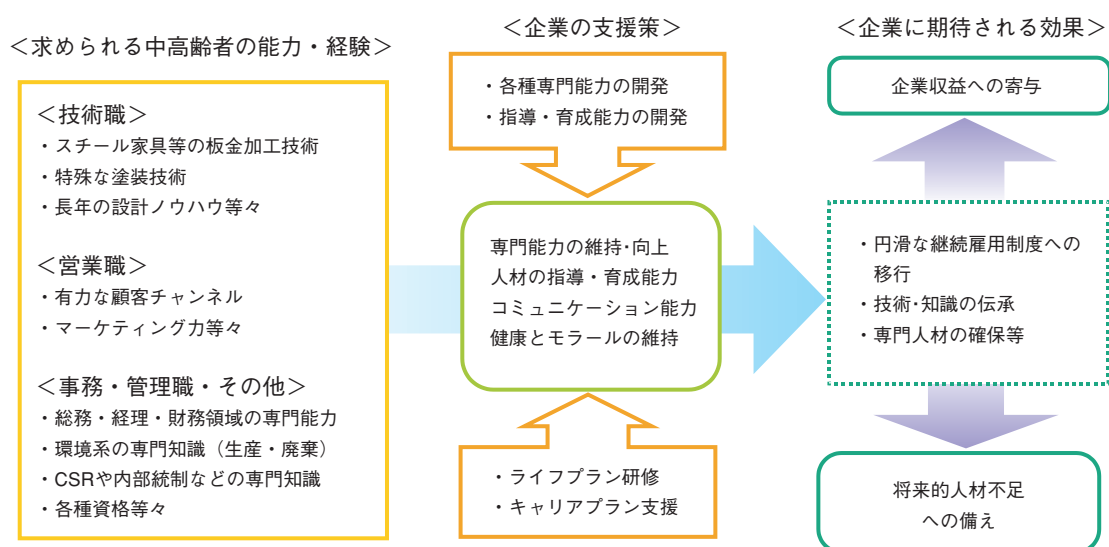 ＜求められる中高齢者の能力・経験＞
＜技術職＞
・スチール家具等の板金加工技術
・特殊な塗装技術
・長年の設計ノウハウ等々
＜営業職＞
・有力な顧客チャンネル
・マーケティング力等々
＜事務・管理職・その他＞
・総務・経理・財務領域の専門能力
・環境系の専門知識（生産・廃棄）
・CSRや内部統制などの専門知識
・各種資格等々
＜企業の支援策＞
・各種専門能力の開発
・指導・育成能力の開発
専門能力の維持・向上
人材の指導・育成能力
コミュニケーション能力
健康とモラールの維持
・ライフプラン研修
・キャリアプラン支援
＜企業に期待される効果＞
企業収益への寄与
・円滑な継続雇用制度への
移行
・技術・知識の伝承
・専門人材の確保等
将来的人材不足
への備え